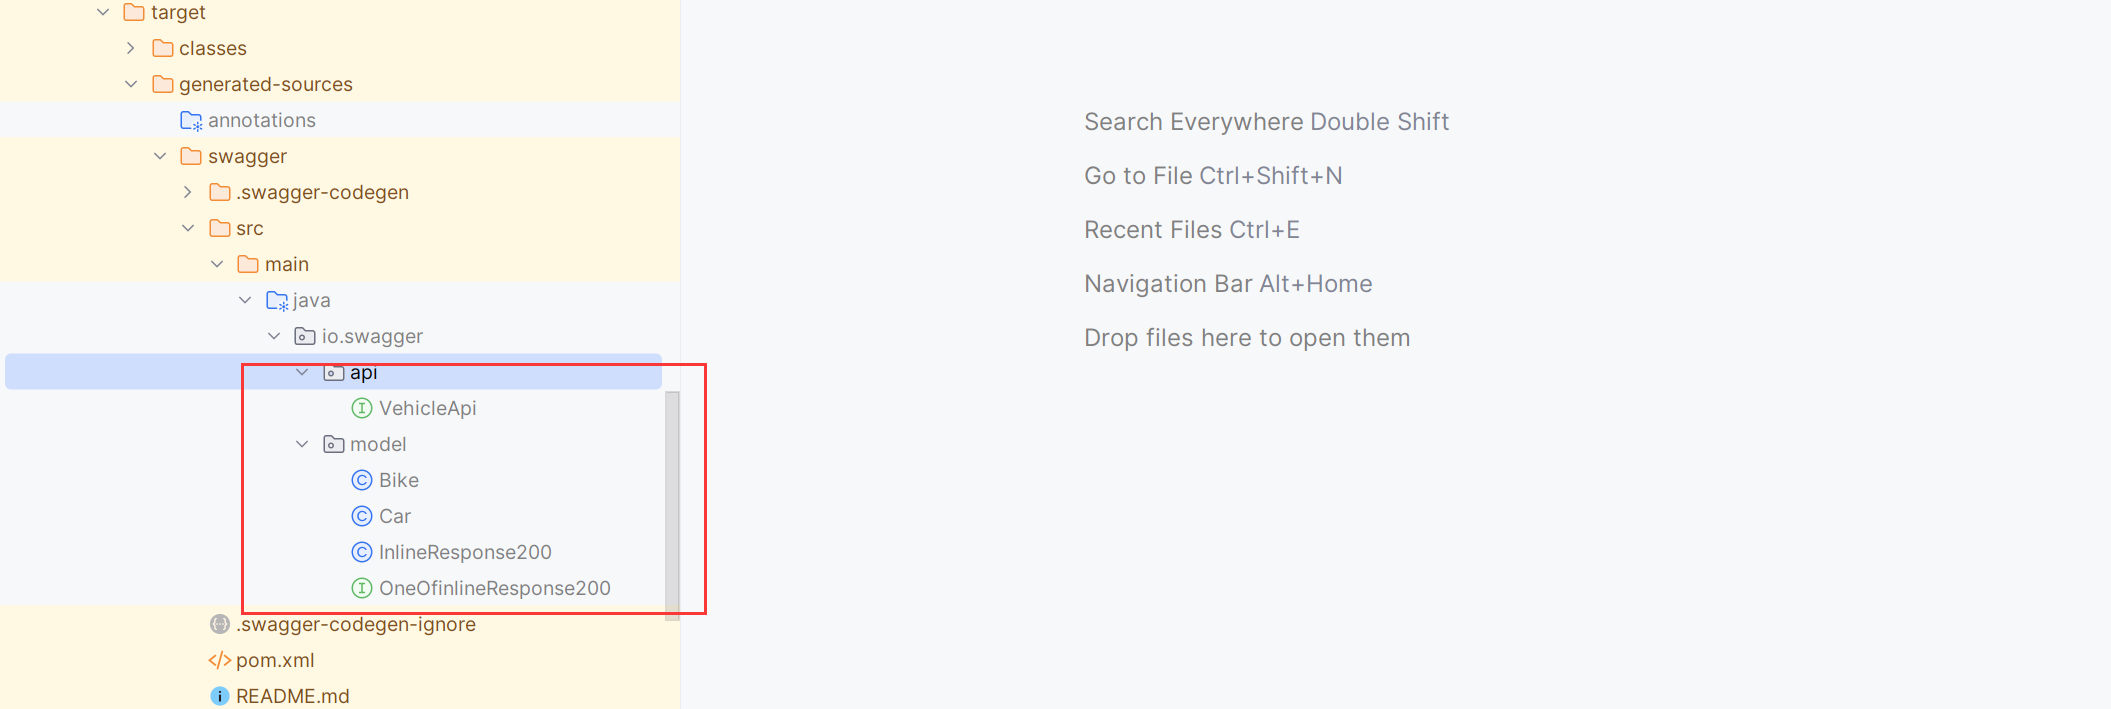 target
classes
generated-sources
annotations
swagger
.swagger-codegen
src
main
java
io.swagger
api
VehicleApi
model
Bike
Car
InlineResponse200
OneOfinlineResponse200
.swagger-codegen-ignore
pom.xml
README.md
Search Everywhere Double Shift
Go to File Ctrl+Shift+N
Recent Files Ctrl+E
Navigation Bar Alt+Home
Drop files here to open them